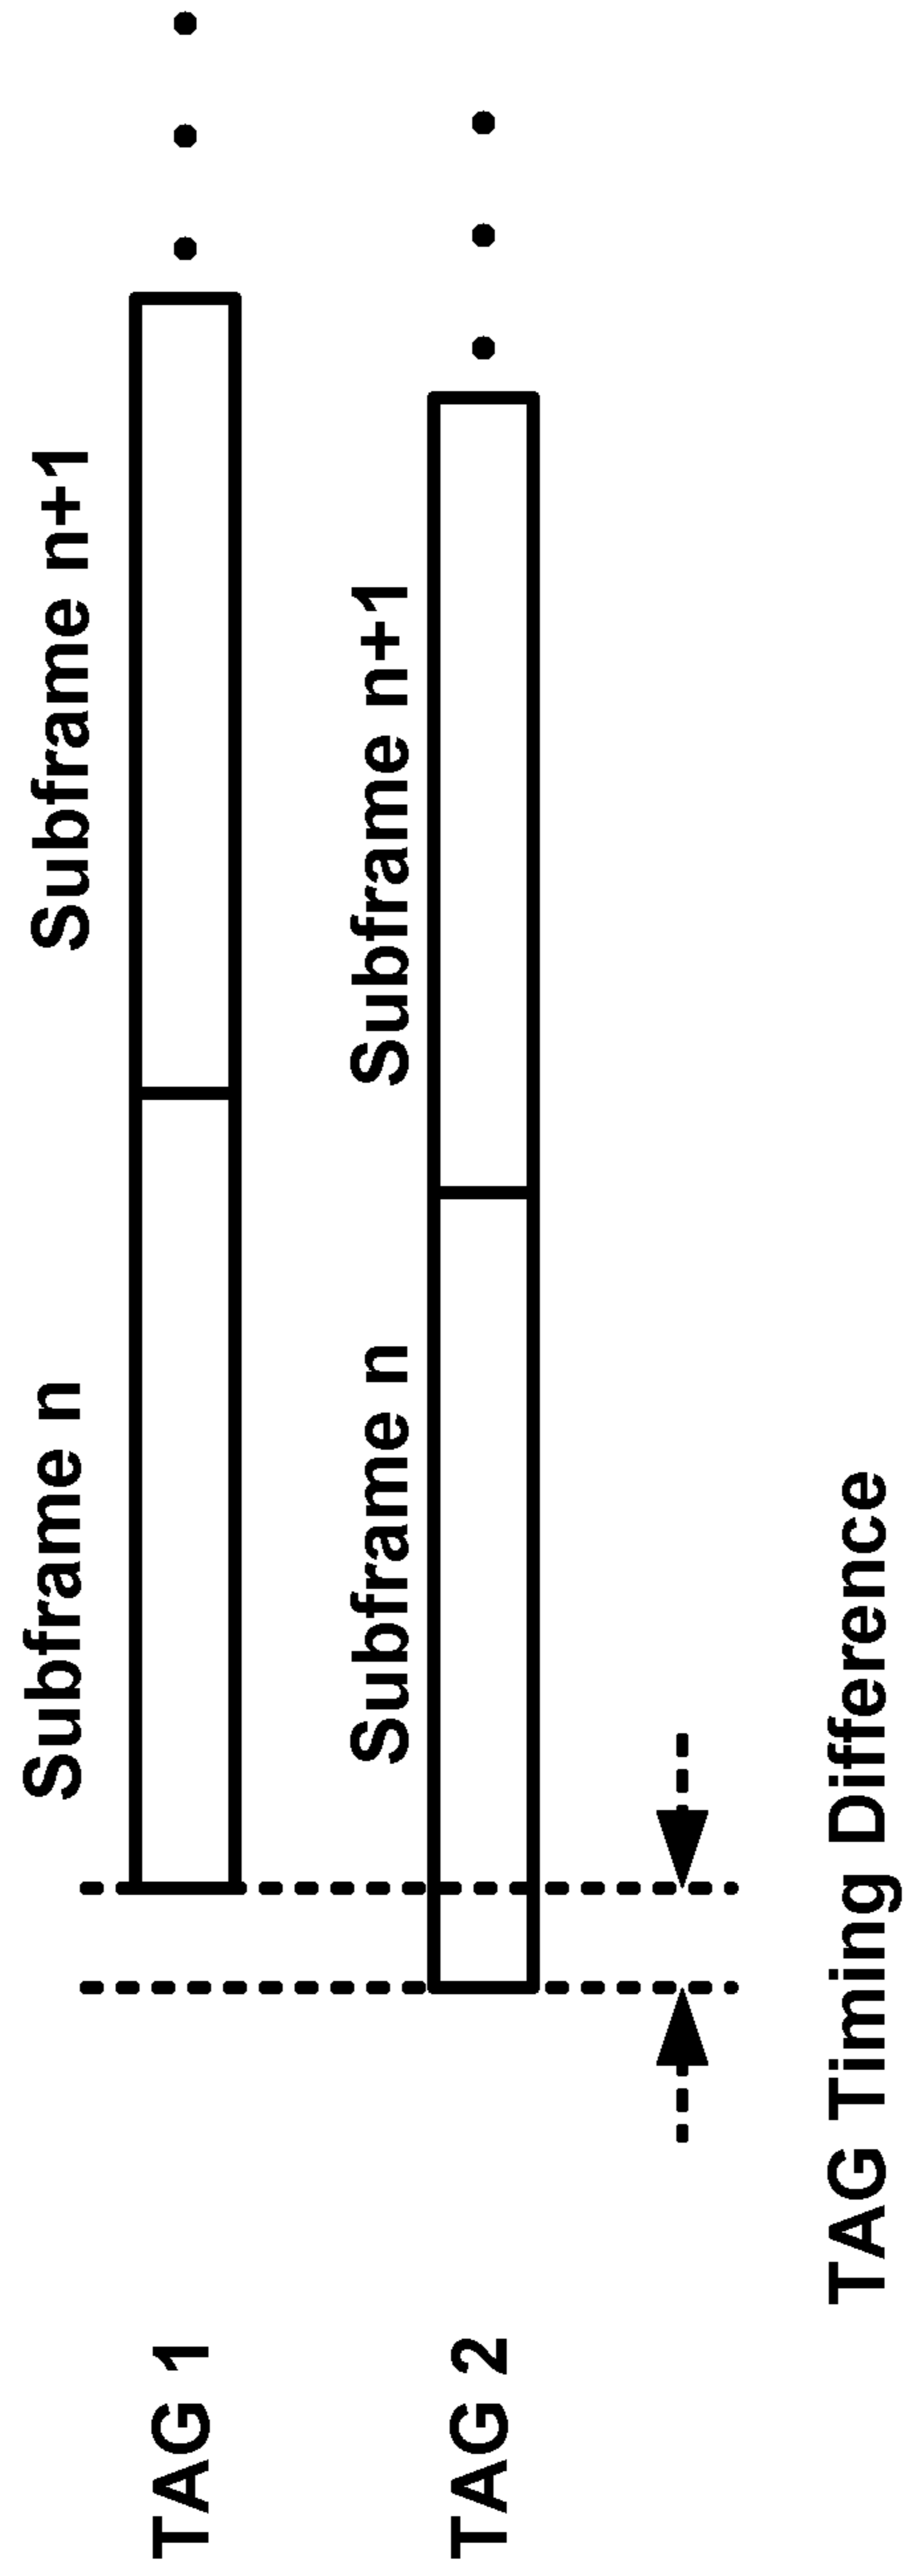 Subframe n
Subframe n+1
TAG 1
Subframe n
Subframe n+1
TAG 2
TAG Timing Difference